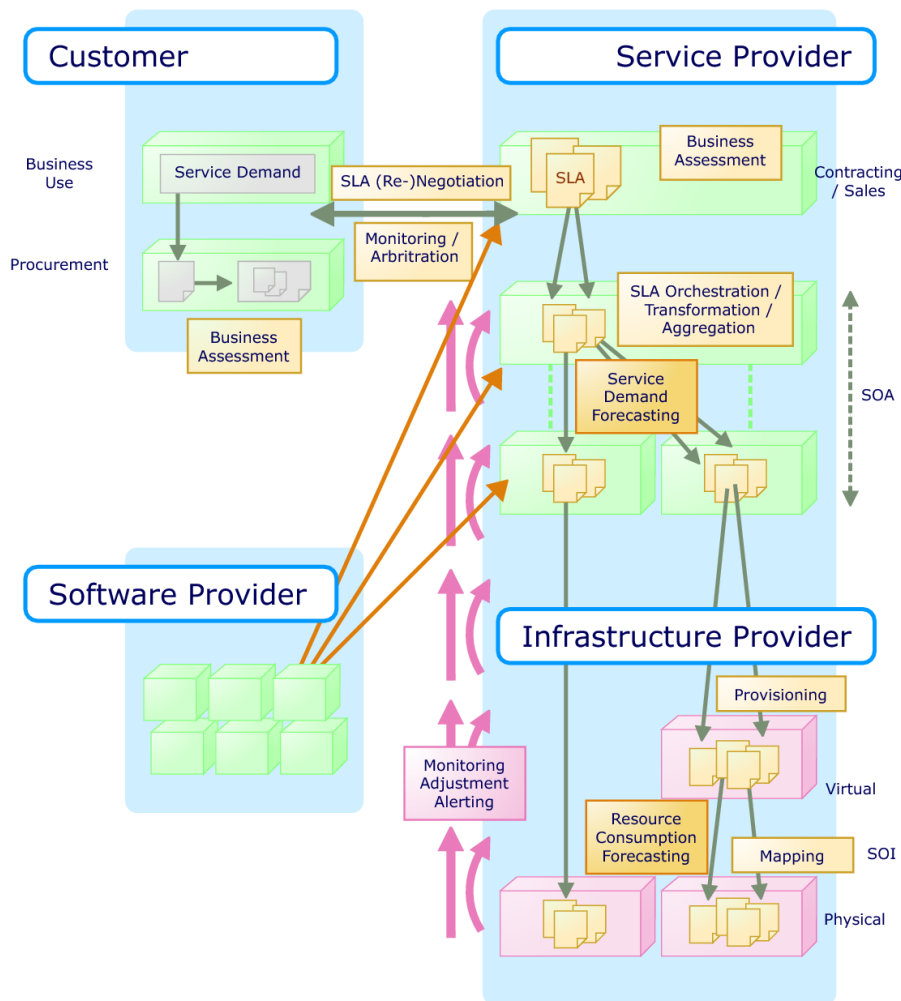 Customer
Service Provider
Business
Use
Service Demand
SLA (Re-)Negotiation
SLA
Business
Assessment
Contracting
/ Sales
Procurement
Monitoring /
Arbritration
Business
Assessment
SLA Orchestration /
Transformation /
Aggregation
Service
Demand
Forecasting
SOA
Software Provider
Infrastructure Provider
Provisioning
Monitoring
Adjustment
Alerting
Virtual
Resource
Consumption
Forecasting
Mapping
SOI
Physical